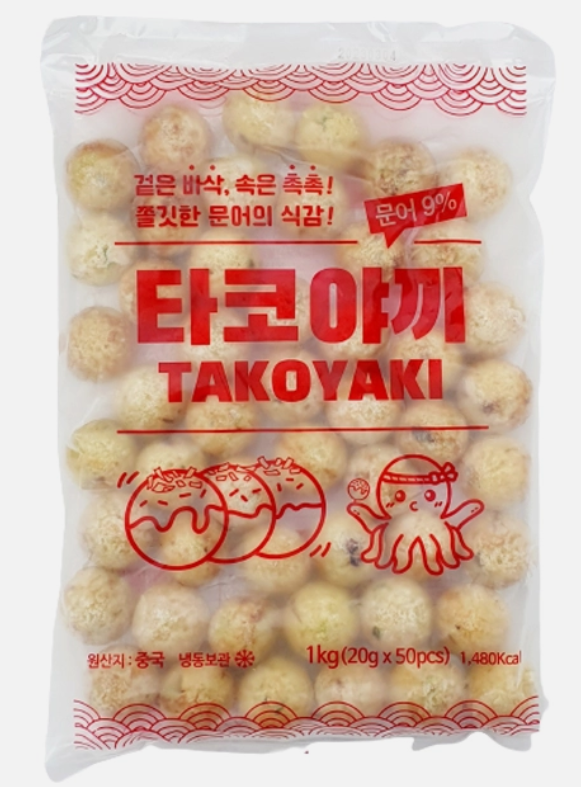 겉은 바삭, 속은 촉촉!
쫄깃한 문어의 식감!
문어 9%
타코야끼
TAKOYAKI
원산지 : 중국 냉동보관 1kg(20g x 50pcs) 1,480Kcal